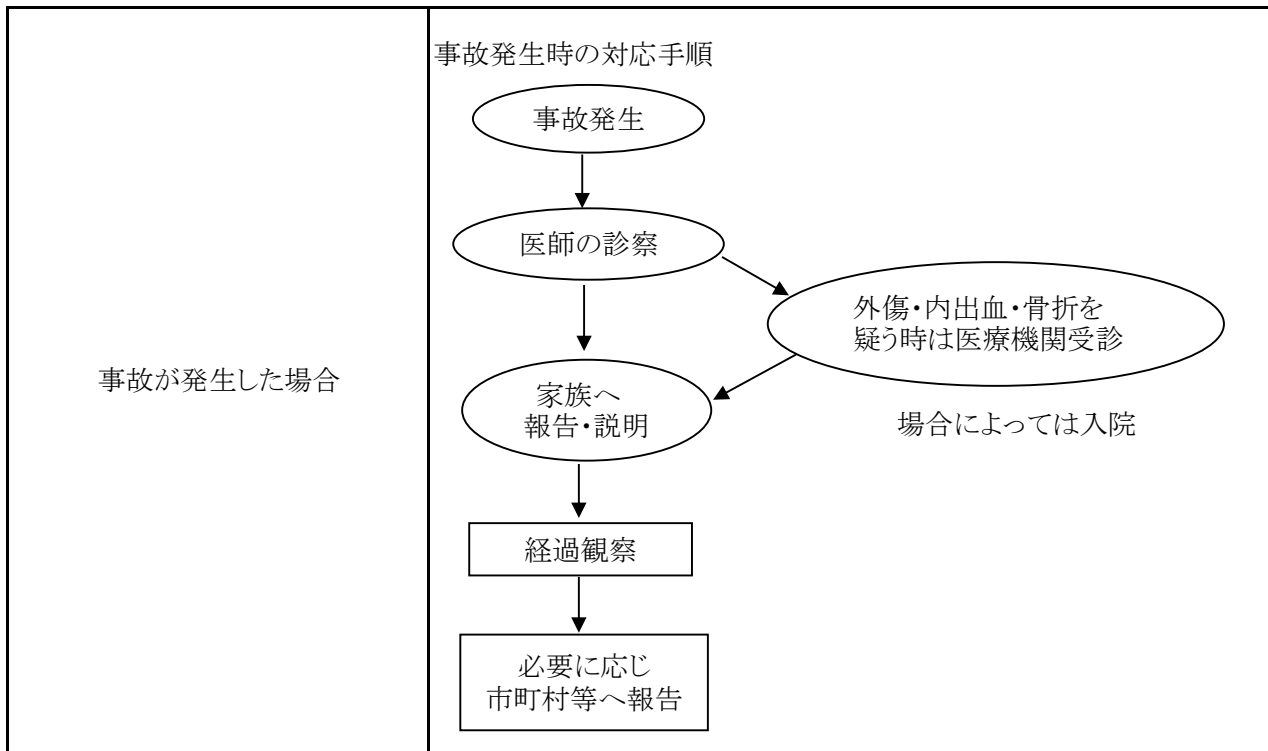 事故が発生した場合
事故発生時の対応手順
事故発生
医師の診察
外傷・内出血・骨折を
疑う時は医療機関受診
場合によっては入院
家族へ
報告・説明
経過観察
必要に応じ
市町村等へ報告